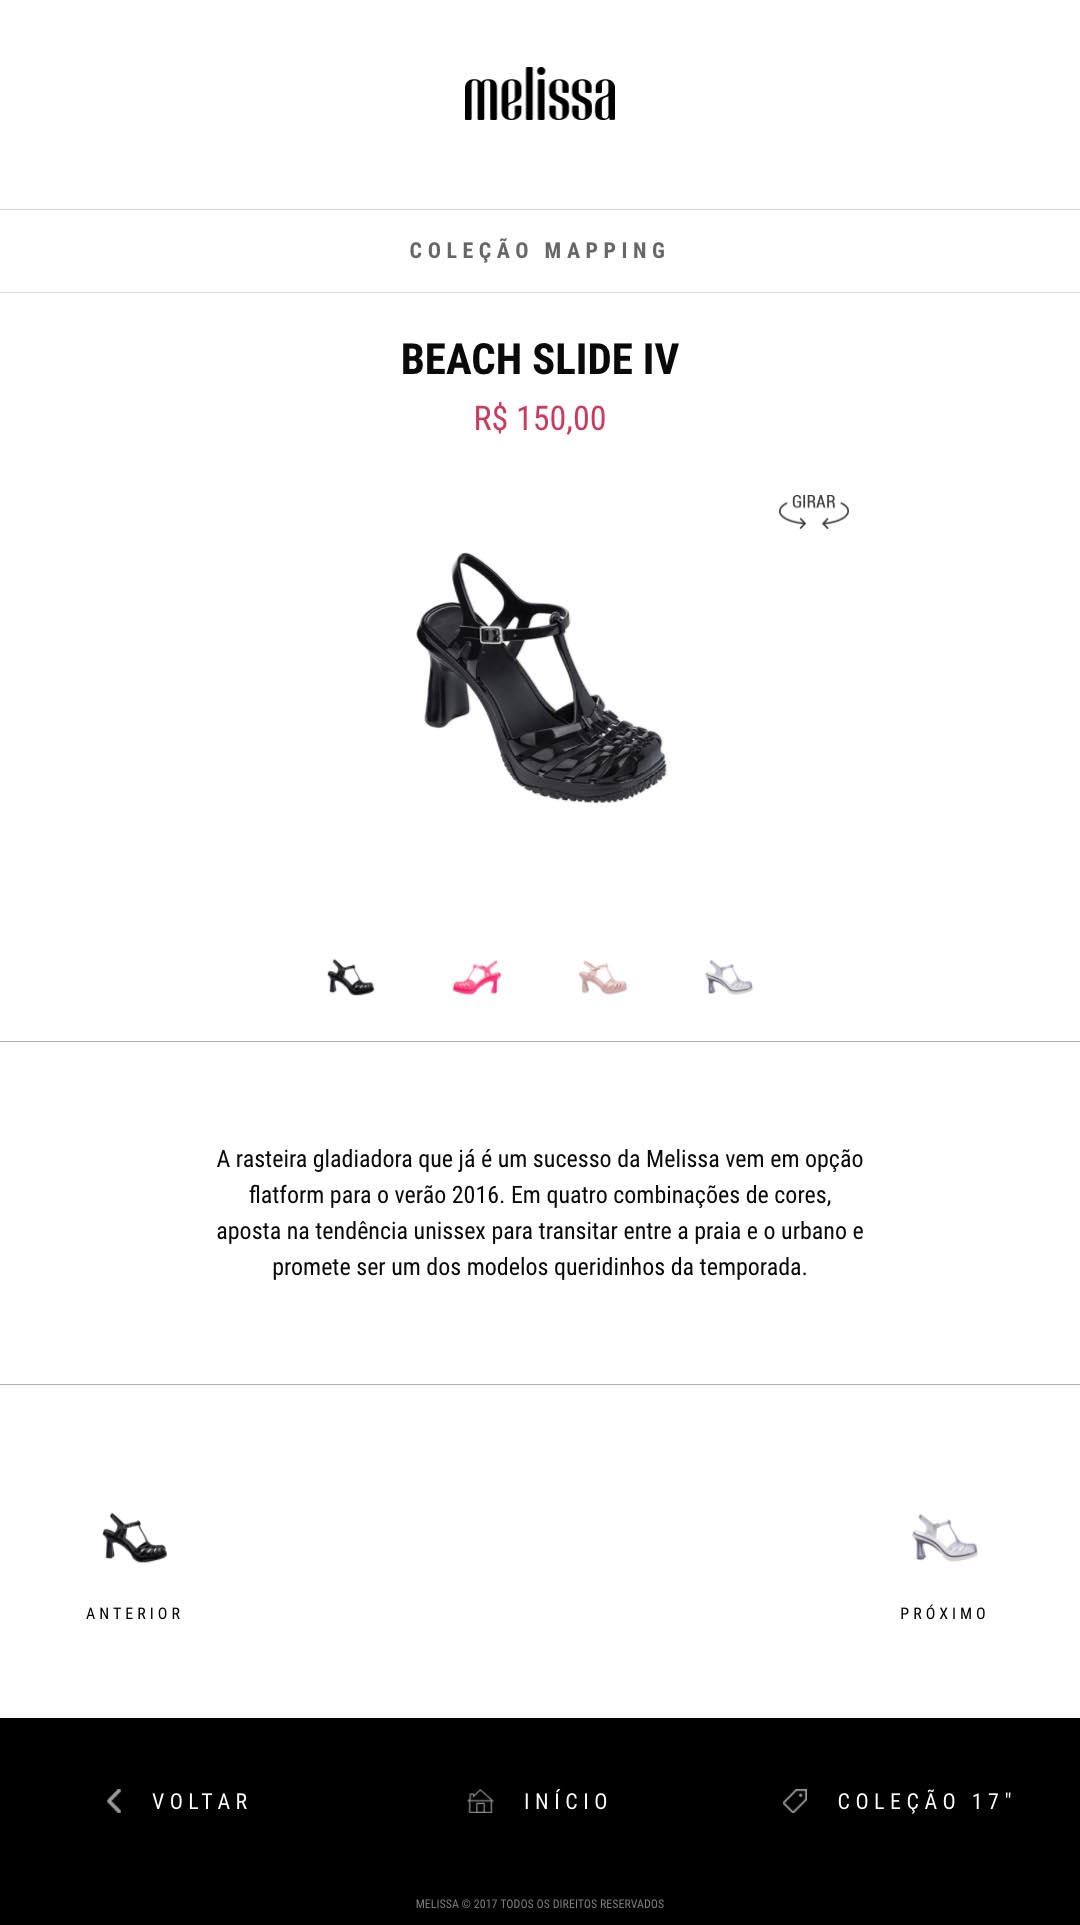 melissa
COLEÇÃO MAPPING
BEACH SLIDE IV
R$ 150,00
GIRAR
A rasteira gladiadora que já é um sucesso da Melissa vem em opção
flatform para o verão 2016. Em quatro combinações de cores,
aposta na tendência unissex para transitar entre a praia e o urbano e
promete ser um dos modelos queridinhos da temporada.
ANTERIOR
PRÓXIMO
VOLTAR
INÍCIO
COLEÇÃO 17"
MELISSA © 2017 TODOS OS DIREITOS RESERVADOS